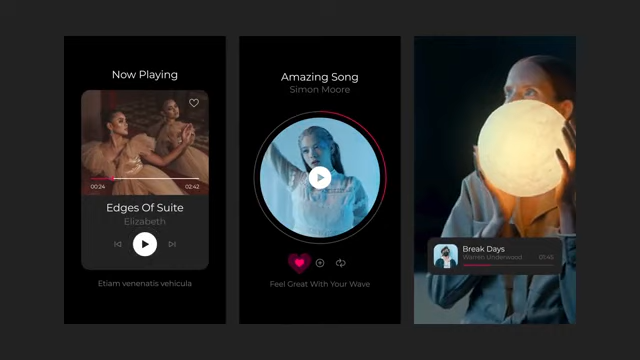 Now Playing
00:24
02:42
Edges Of Suite
Elizabeth
Etiam venenatis vehicula
Amazing Song
Simon Moore
Feel Great With Your Wave
Break Days
Warren Underwood
01:45